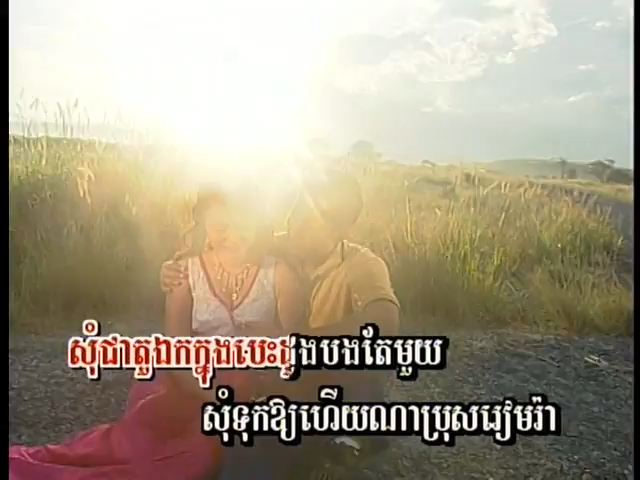 សុំជាតួឯកក្នុងបេះដួងបងតែមួយ
សុំទុកឱ្យហើយណាប្រុសរៀមរ៉ា